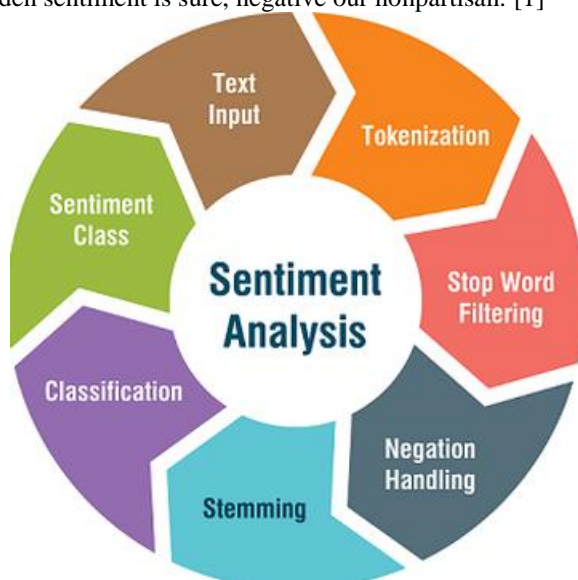 den sentiment is sure, negative our nonpartisan. [1]
Text
Input
Tokenization
Stop Word
Filtering
Negation
Handling
Stemming
Classification
Sentiment
Class
Sentiment
Analysis